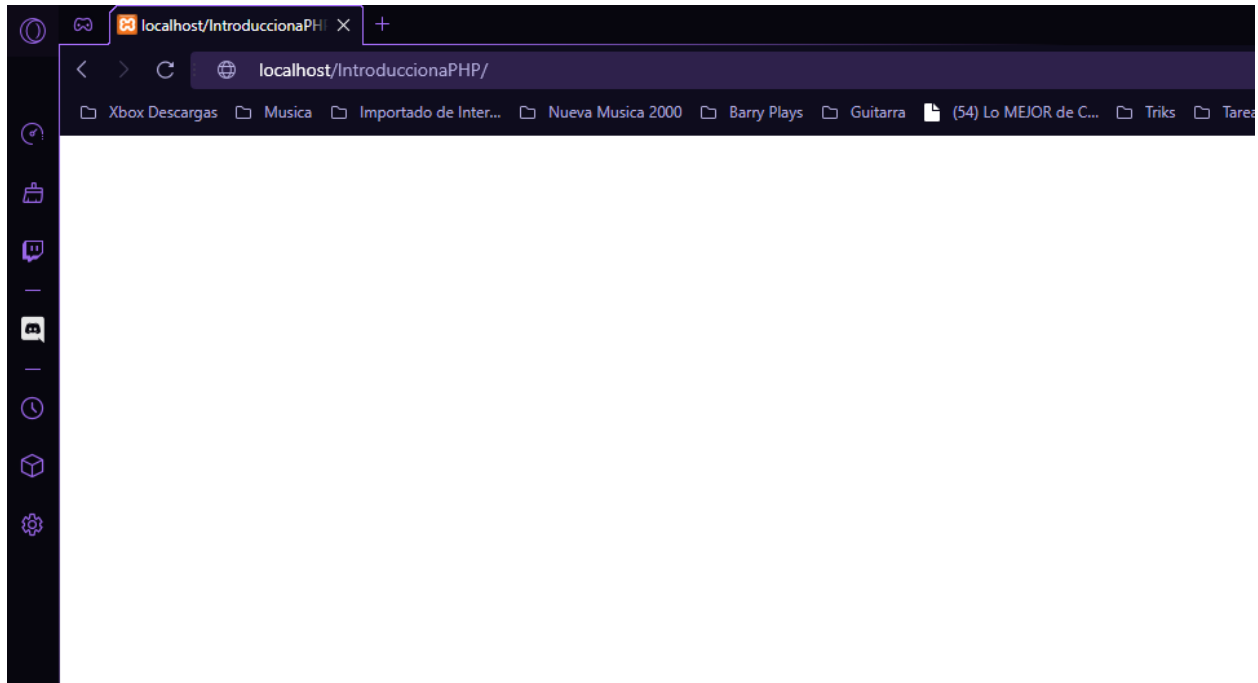 localhost/IntroduccionaPH
localhost/IntroduccionaPHP/
Xbox Descargas Musica Importado de Inter... Nueva Musica 2000 Barry Plays Guitarra (54) Lo MEJOR de C... Triks Tarea